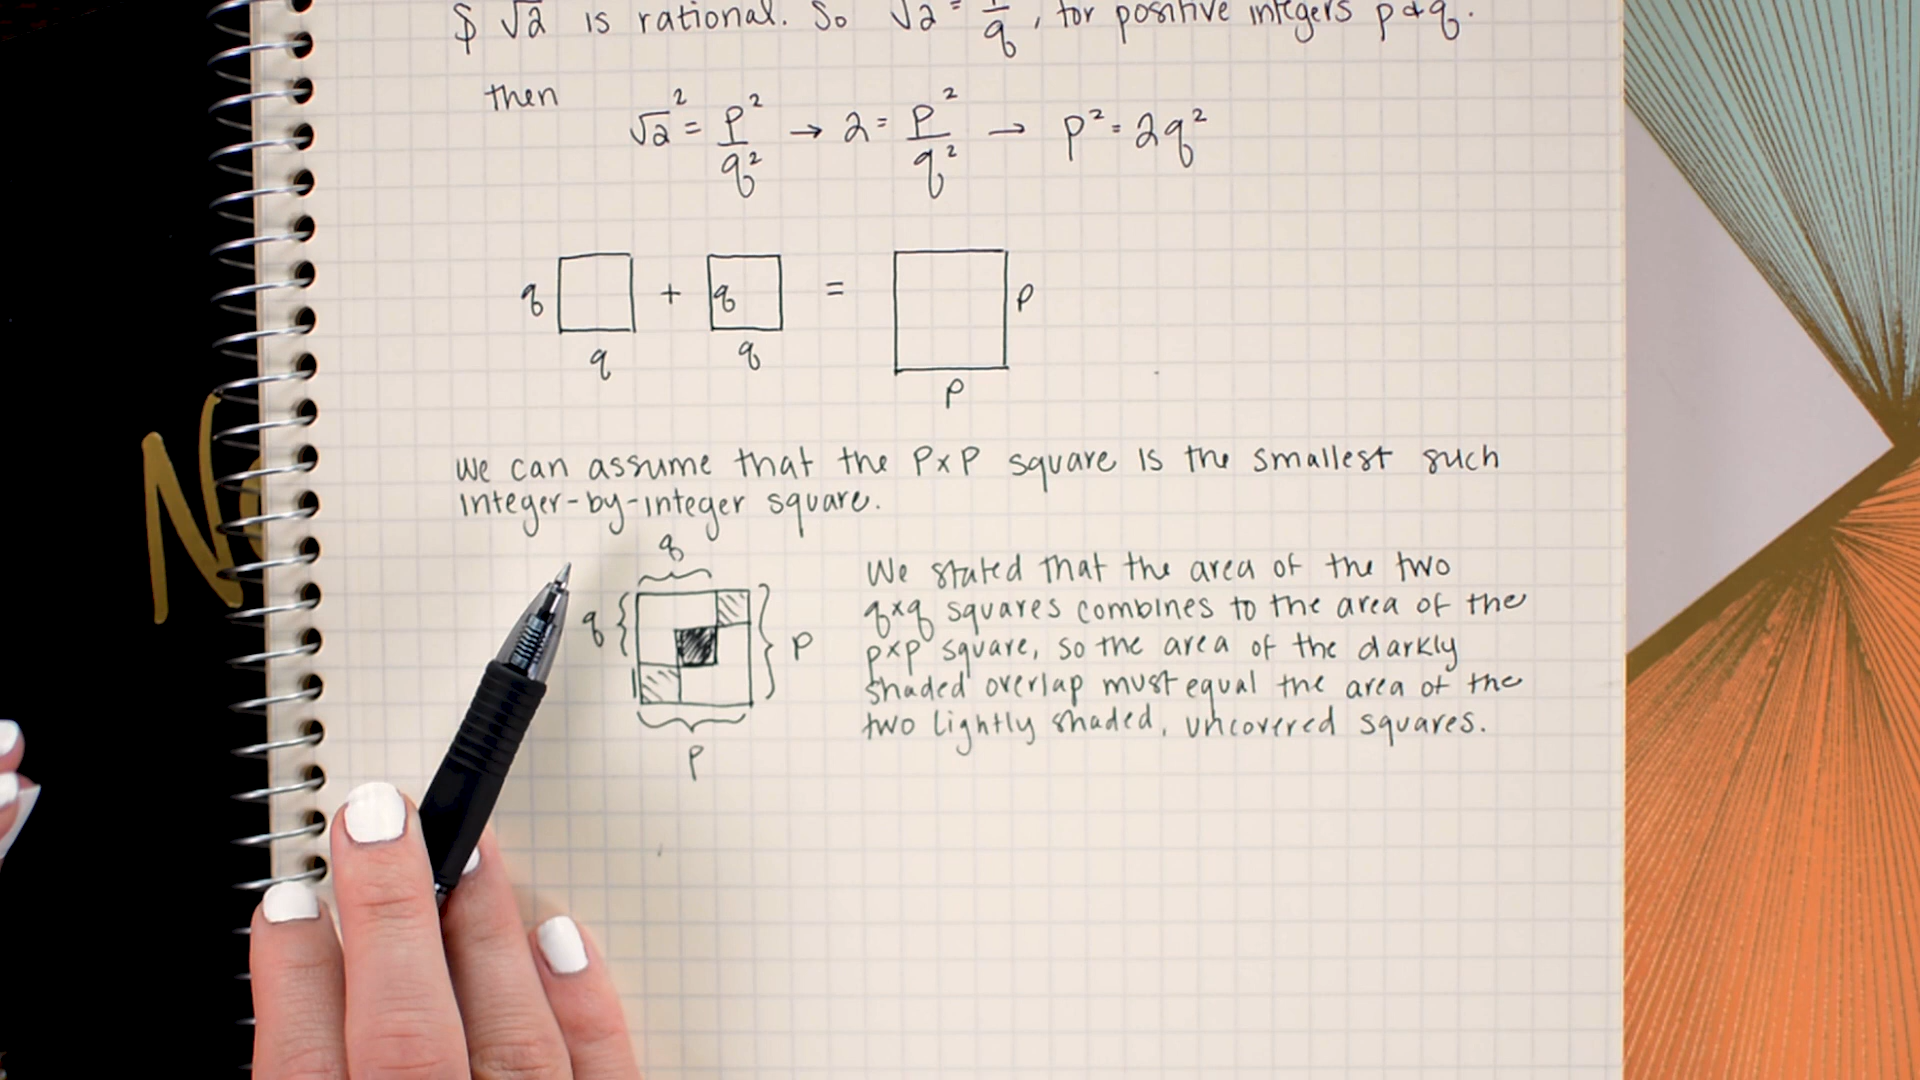 $ √2 is rational. So √2 = p/q, for positive integers p & q.
then
√2² = p²/q² → 2 = p²/q² → p² = 2q²
q + q = p
q q p
We can assume that the P×P square is the smallest such
integer-by-integer square.
q
q p
p
We stated that the area of the two
q×q squares combines to the area of the
p×p square, so the area of the darkly
shaded overlap must equal the area of the
two lightly shaded, uncovered squares.